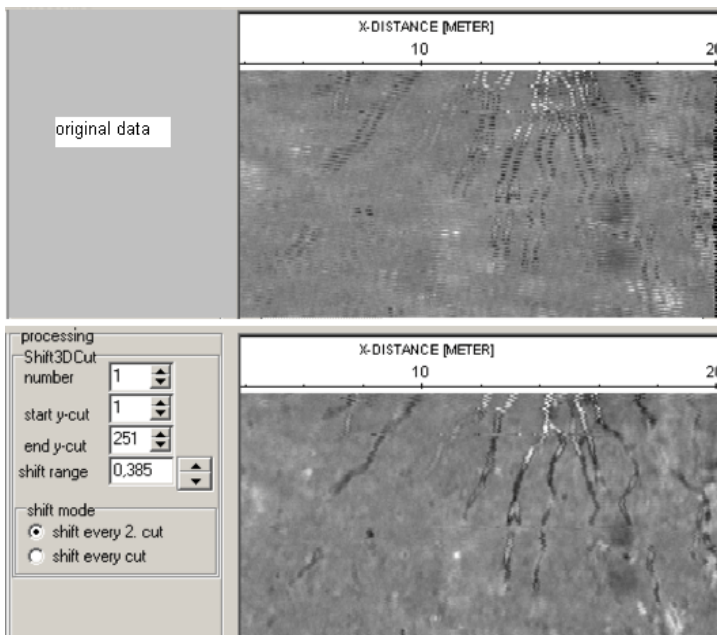 X-DISTANCE [METER]
10
original data
processing
X-DISTANCE [METER]
Shift3DCut
number 1
10
start y-cut 1
end y-cut 251
shift range 0,385
shift mode
shift every 2. cut
shift every cut